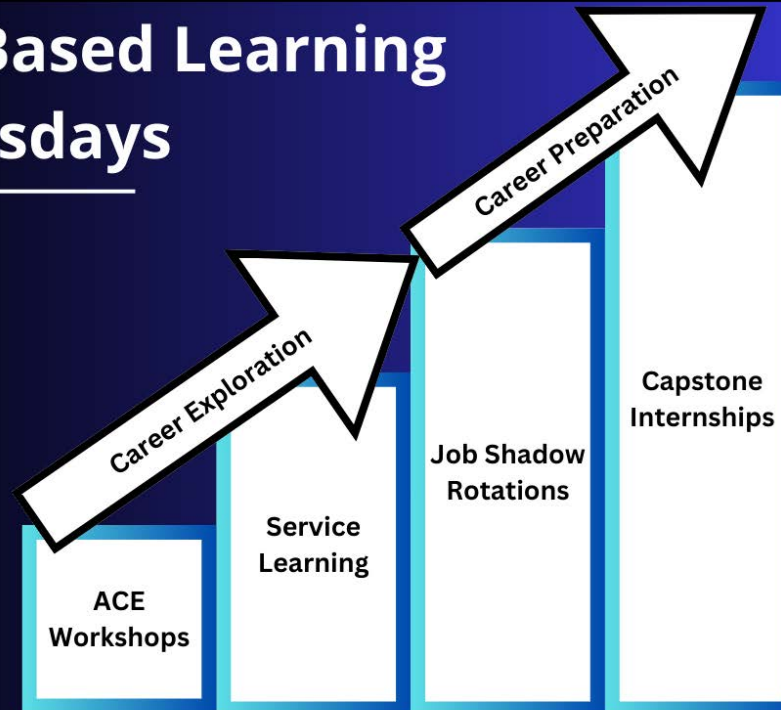 Based Learning
sdays
Career Preparation
Career Exploration
Capstone
Internships
Job Shadow
Rotations
Service
Learning
ACE
Workshops